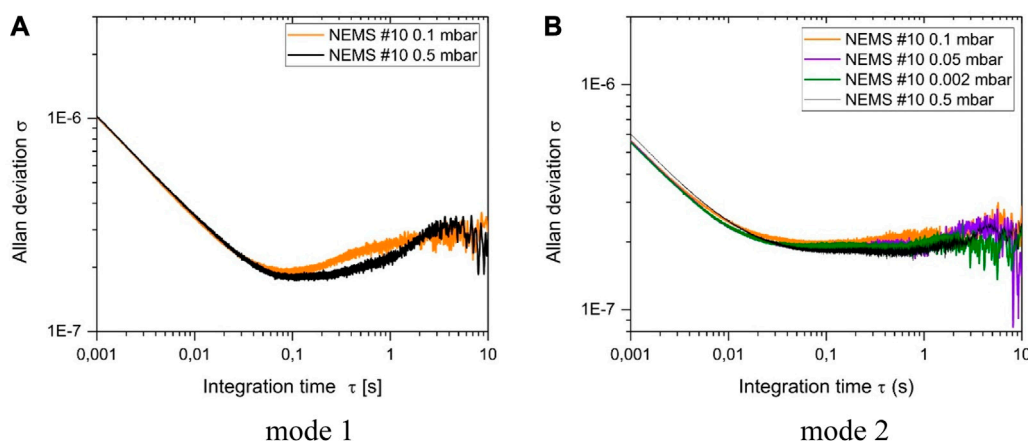 A
NEMS #10 0.1 mbar
NEMS #10 0.5 mbar
Allan deviation σ
1E-6
1E-7
0,001
0,01
0,1
1
10
Integration time τ [s]
mode 1
B
NEMS #10 0.1 mbar
NEMS #10 0.05 mbar
NEMS #10 0.002 mbar
NEMS #10 0.5 mbar
Allan deviation σ
1E-6
1E-7
0,001
0,01
0,1
1
10
Integration time τ (s)
mode 2